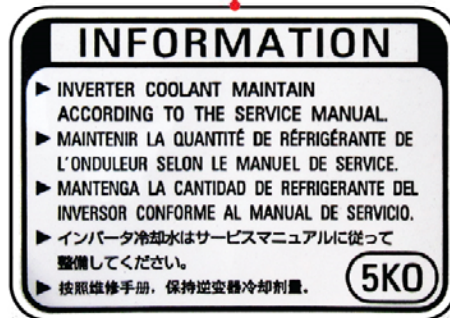 INFORMATION
▶ INVERTER COOLANT MAINTAIN
ACCORDING TO THE SERVICE MANUAL.
▶ MAINTENIR LA QUANTITÉ DE RÉFRIGÉRANTE DE
L'ONDULEUR SELON LE MANUEL DE SERVICE.
▶ MANTENGA LA CANTIDAD DE REFRIGERANTE DEL
INVERSOR CONFORME AL MANUAL DE SERVICIO.
▶ インバータ冷却水はサービスマニュアルに従って
整備してください。
▶ 按照维修手册，保持逆变器冷却剂量。
5K0